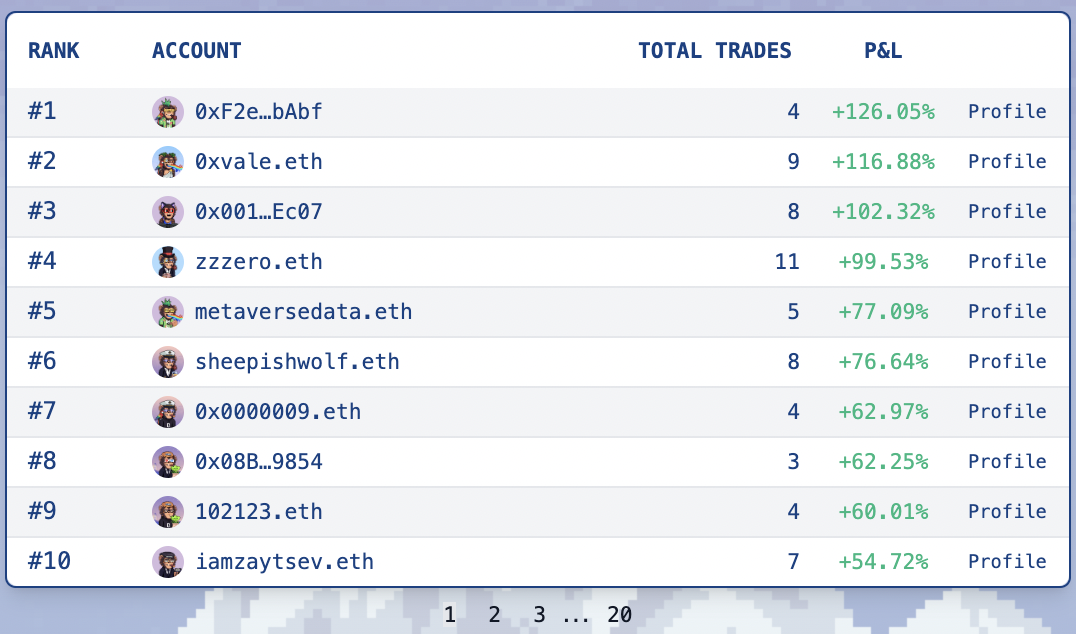 RANK ACCOUNT TOTAL TRADES P&L
#1 0xF2e…bAbf 4 +126.05% Profile
#2 0xvale.eth 9 +116.88% Profile
#3 0x001…Ec07 8 +102.32% Profile
#4 zzzero.eth 11 +99.53% Profile
#5 metaversedata.eth 5 +77.09% Profile
#6 sheepishwolf.eth 8 +76.64% Profile
#7 0x0000009.eth 4 +62.97% Profile
#8 0x08B…9854 3 +62.25% Profile
#9 102123.eth 4 +60.01% Profile
#10 iamzaytsev.eth 7 +54.72% Profile
1 2 3 ... 20